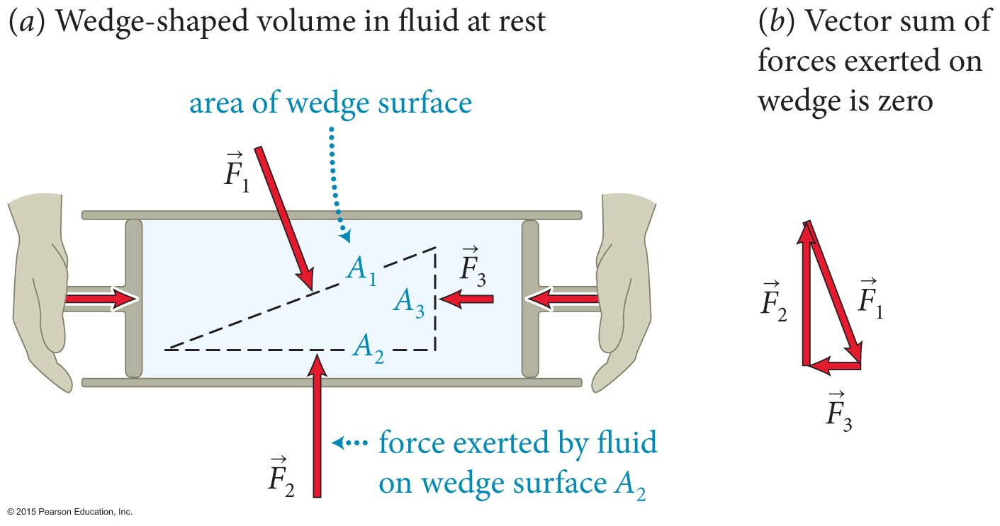 (a) Wedge-shaped volume in fluid at rest
area of wedge surface
F⃗₁
A₁
F⃗₃
A₃
A₂
force exerted by fluid
on wedge surface A₂
F⃗₂
© 2015 Pearson Education, Inc.
(b) Vector sum of
forces exerted on
wedge is zero
F⃗₂
F⃗₁
F⃗₃